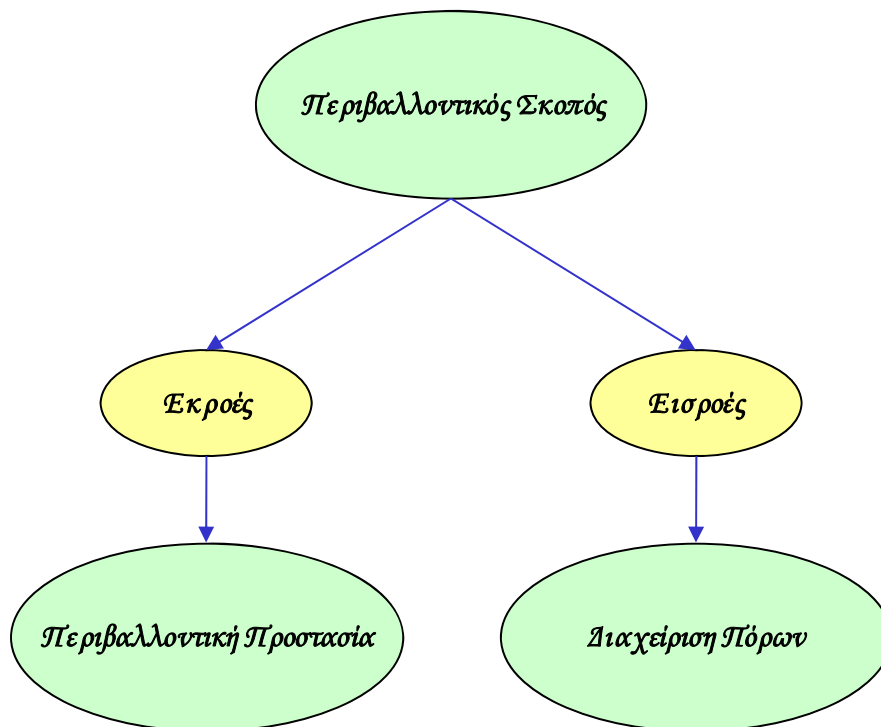 Περιβαλλοντικός Σκοπός
Εκροές
Εισροές
Περιβαλλοντική Προστασία
Διαχείριση Πόρων